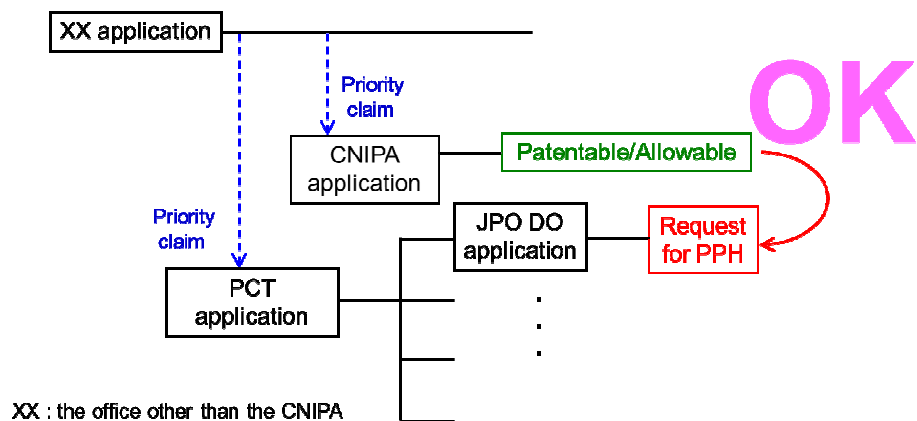 XX application
OK
Priority
claim
CNIPA
application
Patentable/Allowable
Priority
claim
JPO DO
application
Request
for PPH
PCT
application
XX : the office other than the CNIPA